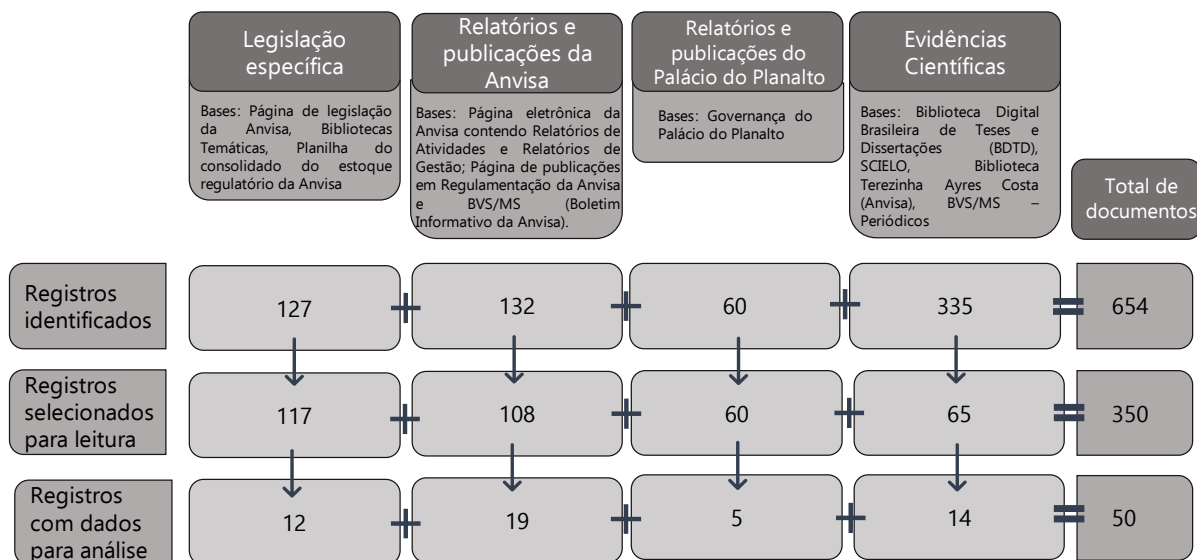 Legislação
específica
Bases: Página de legislação
da Anvisa, Bibliotecas
Temáticas, Planilha do
consolidado do estoque
regulatório da Anvisa
Relatórios e
publicações da
Anvisa
Bases: Página eletrônica da
Anvisa contendo Relatórios de
Atividades e Relatórios de
Gestão; Página de publicações
em Regulamentação da Anvisa
e BVS/MS (Boletim
Informativo da Anvisa).
Relatórios e
publicações do
Palácio do Planalto
Bases: Governança do
Palácio do Planalto
Evidências
Científicas
Bases: Biblioteca Digital
Brasileira de Teses e
Dissertações (BDTD),
SCIELO, Biblioteca
Terezinha Ayres Costa
(Anvisa), BVS/MS –
Periódicos
Total de
documentos
Registros
identificados
127 + 132 + 60 + 335 = 654
Registros
selecionados
para leitura
117 + 108 + 60 + 65 = 350
Registros
com dados
para análise
12 + 19 + 5 + 14 = 50